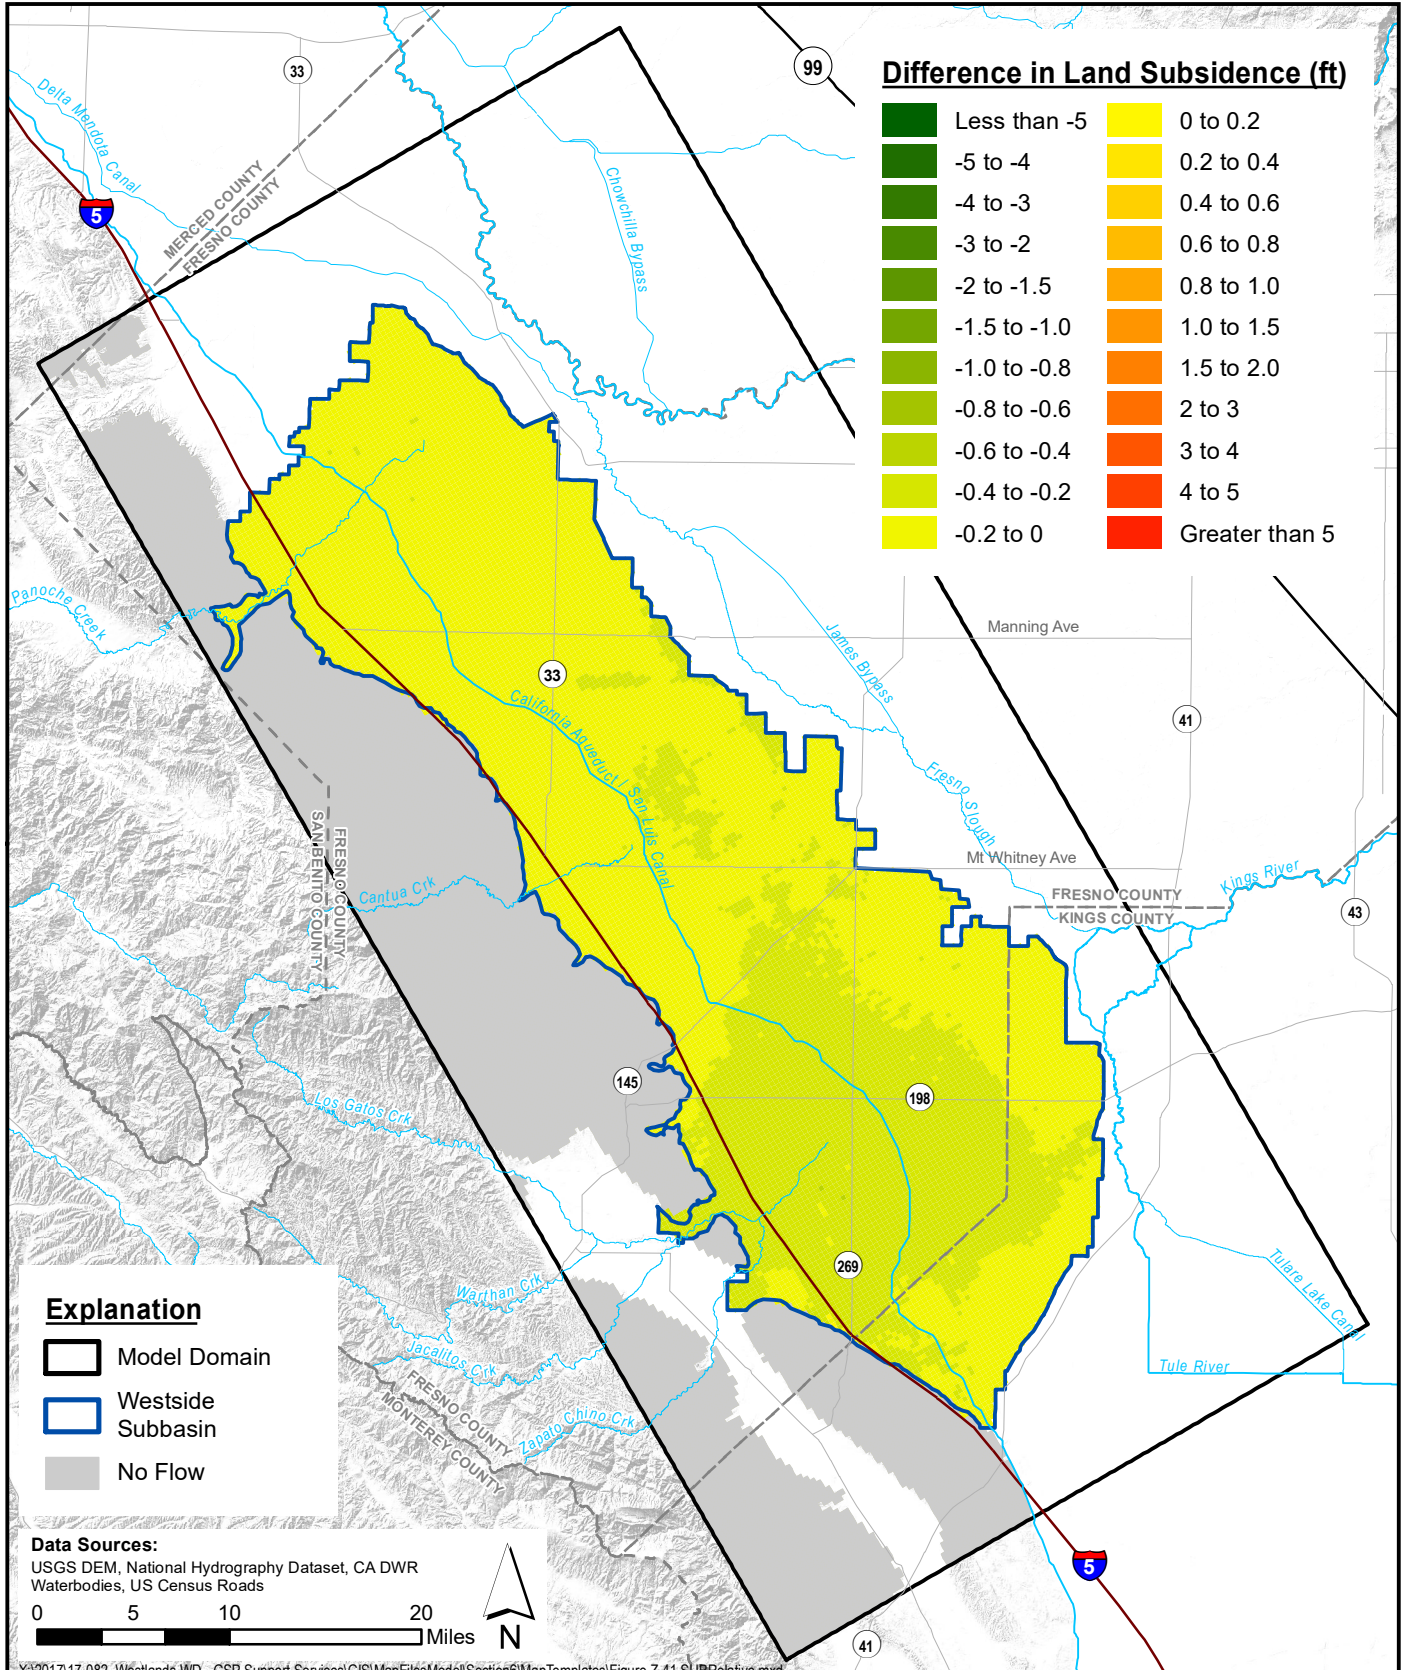 Difference in Land Subsidence (ft)
Less than -5
-5 to -4
-4 to -3
-3 to -2
-2 to -1.5
-1.5 to -1.0
-1.0 to -0.8
-0.8 to -0.6
-0.6 to -0.4
-0.4 to -0.2
-0.2 to 0
0 to 0.2
0.2 to 0.4
0.4 to 0.6
0.6 to 0.8
0.8 to 1.0
1.0 to 1.5
1.5 to 2.0
2 to 3
3 to 4
4 to 5
Greater than 5
33
99
Delta Mendota Canal
5
MERCED COUNTY
FRESNO COUNTY
Chowchilla Bypass
Panoche Creek
Manning Ave
James Bypass
33
41
California Aqueduct / San Luis Canal
Fresno Slough
SAN BENITO COUNTY
FRESNO COUNTY
Mt Whitney Ave
Cantua Crk
FRESNO COUNTY
KINGS COUNTY
Kings River
43
145
198
Los Gatos Crk
269
Warthan Crk
Jacalitos Crk
Zapato Chino Crk
FRESNO COUNTY
MONTEREY COUNTY
Tulare Lake Canal
Tule River
5
41
Explanation
Model Domain
Westside
Subbasin
No Flow
Data Sources:
USGS DEM, National Hydrography Dataset, CA DWR
Waterbodies, US Census Roads
0 5 10 20
Miles
N